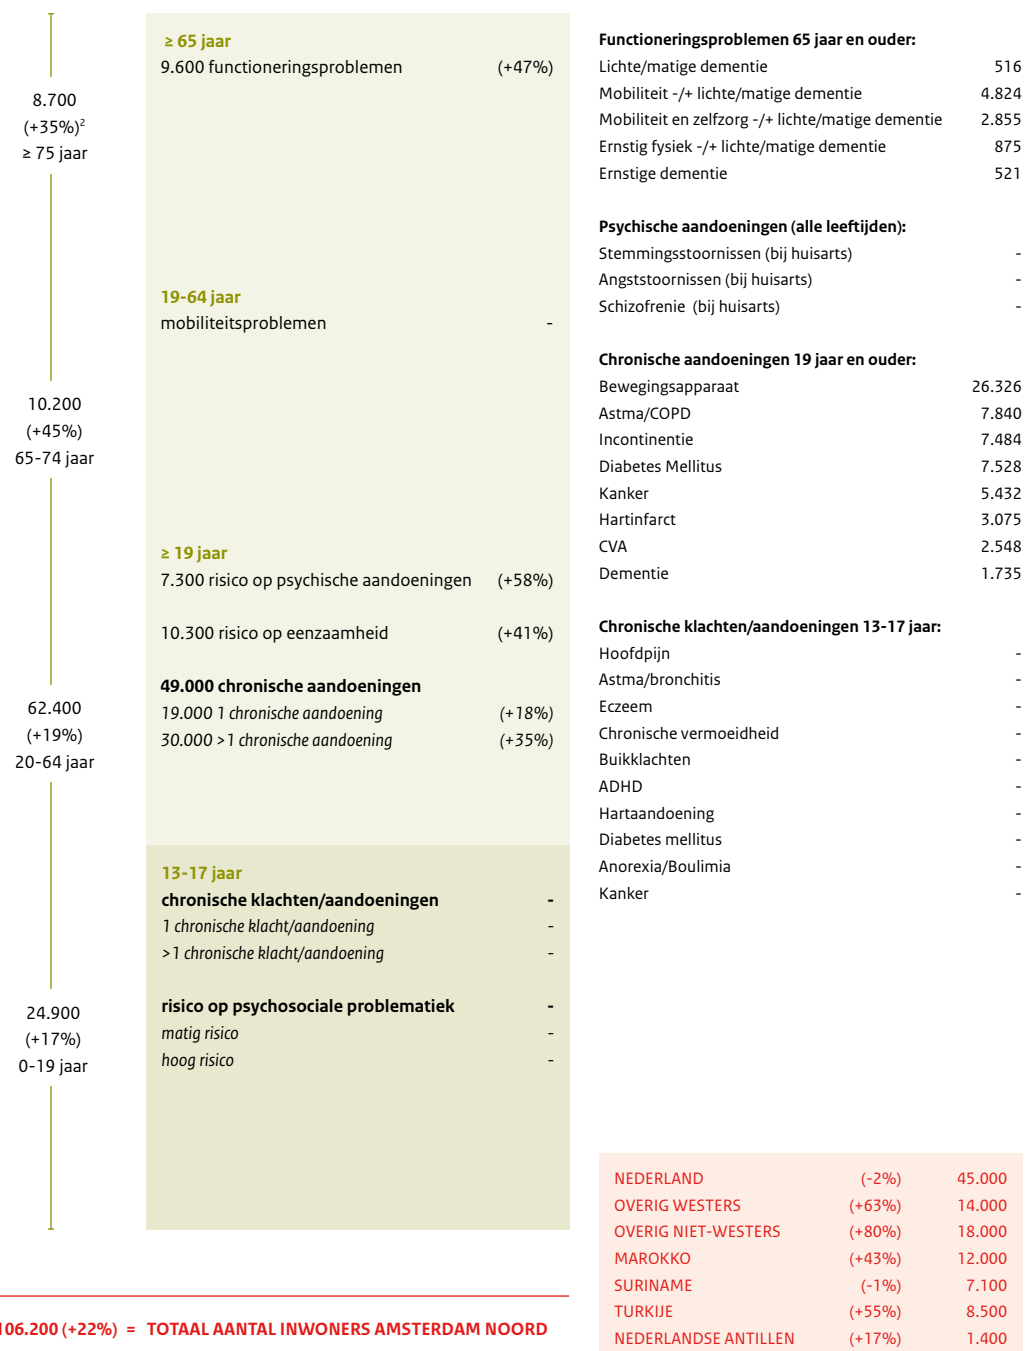 8.700
(+35%)²
≥ 75 jaar
10.200
(+45%)
65-74 jaar
62.400
(+19%)
20-64 jaar
24.900
(+17%)
0-19 jaar
≥ 65 jaar
9.600 functioneringsproblemen (+47%)
19-64 jaar
mobiliteitsproblemen -
≥ 19 jaar
7.300 risico op psychische aandoeningen (+58%)
10.300 risico op eenzaamheid (+41%)
49.000 chronische aandoeningen
19.000 1 chronische aandoening (+18%)
30.000 >1 chronische aandoening (+35%)
13-17 jaar
chronische klachten/aandoeningen -
1 chronische klacht/aandoening -
>1 chronische klacht/aandoening -
risico op psychosociale problematiek -
matig risico -
hoog risico -
106.200 (+22%) = TOTAAL AANTAL INWONERS AMSTERDAM NOORD
Functioneringsproblemen 65 jaar en ouder:
Lichte/matige dementie 516
Mobiliteit -/+ lichte/matige dementie 4.824
Mobiliteit en zelfzorg -/+ lichte/matige dementie 2.855
Ernstig fysiek -/+ lichte/matige dementie 875
Ernstige dementie 521
Psychische aandoeningen (alle leeftijden):
Stemmingsstoornissen (bij huisarts) -
Angststoornissen (bij huisarts) -
Schizofrenie (bij huisarts) -
Chronische aandoeningen 19 jaar en ouder:
Bewegingsapparaat 26.326
Astma/COPD 7.840
Incontinentie 7.484
Diabetes Mellitus 7.528
Kanker 5.432
Hartinfarct 3.075
CVA 2.548
Dementie 1.735
Chronische klachten/aandoeningen 13-17 jaar:
Hoofdpijn -
Astma/bronchitis -
Eczeem -
Chronische vermoeidheid -
Buikklachten -
ADHD -
Hartaandoening -
Diabetes mellitus -
Anorexia/Boulimia -
Kanker -
NEDERLAND (-2%) 45.000
OVERIG WESTERS (+63%) 14.000
OVERIG NIET-WESTERS (+80%) 18.000
MAROKKO (+43%) 12.000
SURINAME (-1%) 7.100
TURKIJE (+55%) 8.500
NEDERLANDSE ANTILLEN (+17%) 1.400